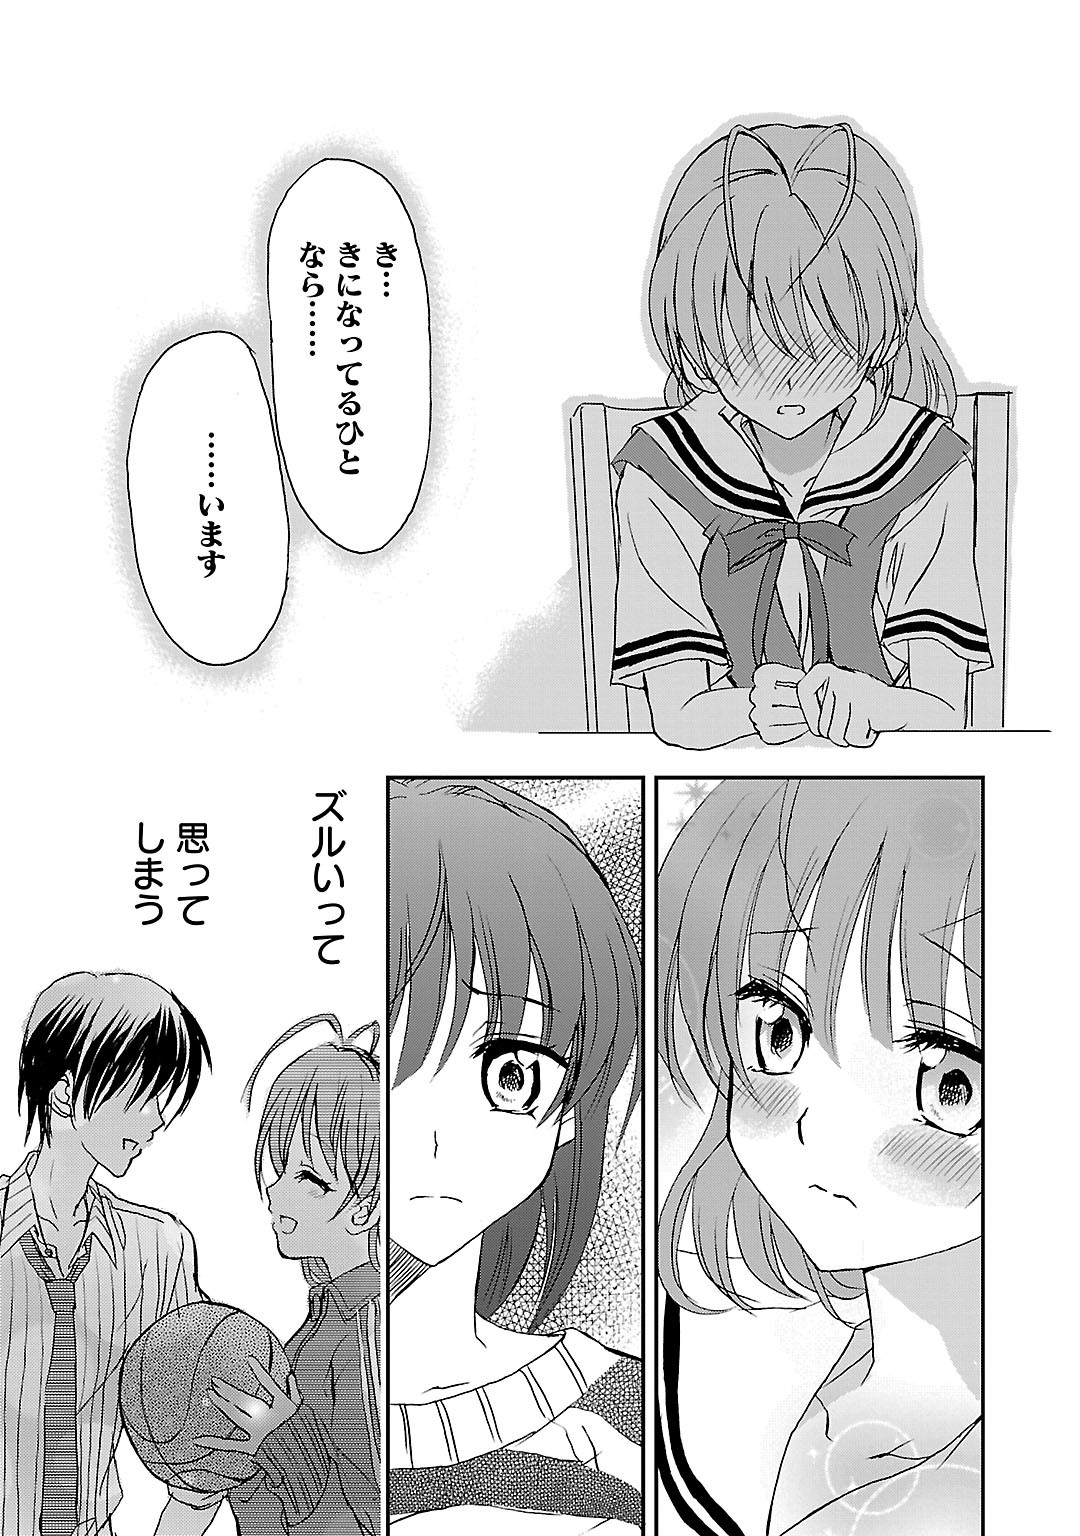 き…
きになってるひと
なら……
……います
ズルいって
思って
しまう